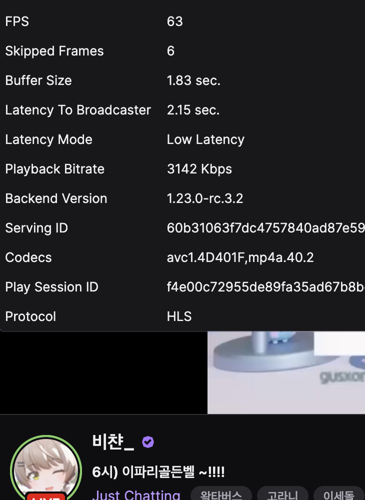 FPS 63
Skipped Frames 6
Buffer Size 1.83 sec.
Latency To Broadcaster 2.15 sec.
Latency Mode Low Latency
Playback Bitrate 3142 Kbps
Backend Version 1.23.0-rc.3.2
Serving ID 60b31063f7dc4757840ad87e59
Codecs avc1.4D401F,mp4a.40.2
Play Session ID f4e00c72955de89fa35ad67b8b
Protocol HLS
gusxor
비챤_
6시) 이파리골든벨 ~!!!!
Just Chatting 왁타버스 고라니 이세돌